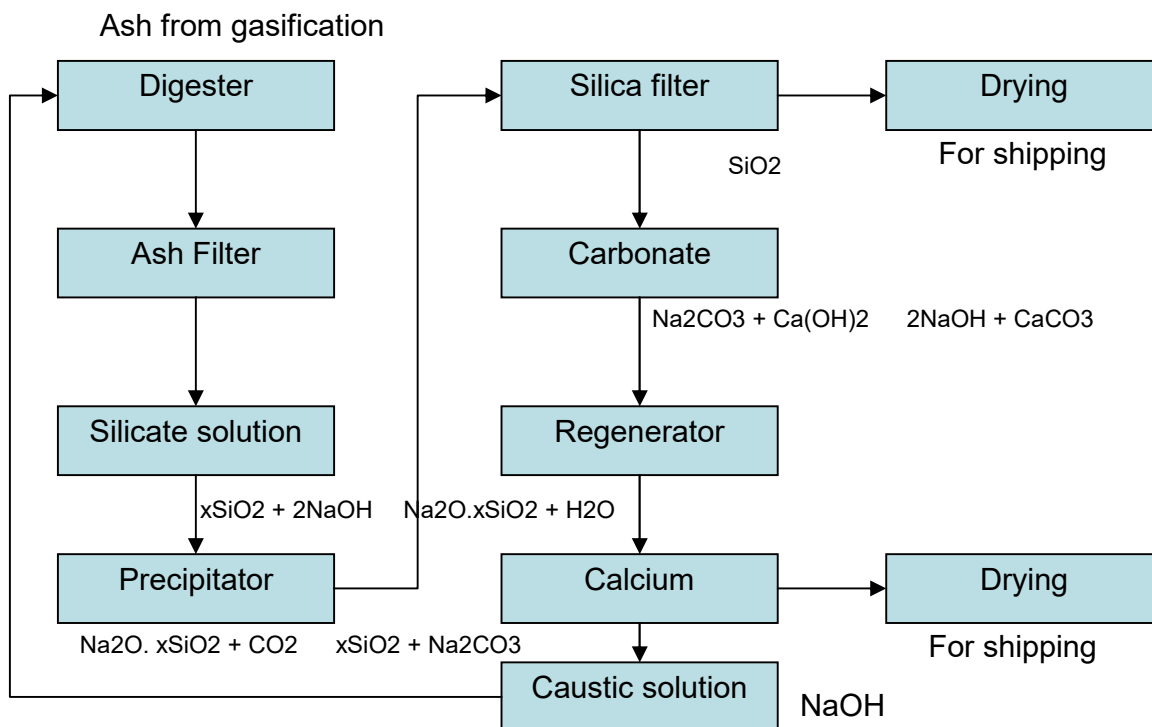 Ash from gasification
Digester
Silica filter
Drying
For shipping
SiO2
Ash Filter
Carbonate
Na2CO3 + Ca(OH)2 2NaOH + CaCO3
Silicate solution
Regenerator
xSiO2 + 2NaOH Na2O.xSiO2 + H2O
Precipitator
Calcium
Drying
Na2O. xSiO2 + CO2 xSiO2 + Na2CO3
For shipping
Caustic solution
NaOH